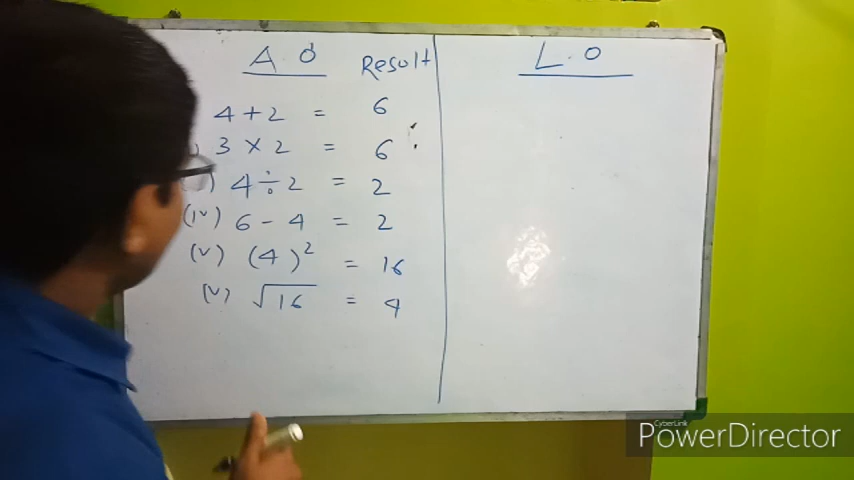 A.O Result
4 + 2 = 6
) 3 × 2 = 6
) 4 ÷ 2 = 2
(iv) 6 - 4 = 2
(v) (4)² = 16
(v) √16 = 4
L.O
CyberLink
PowerDirector